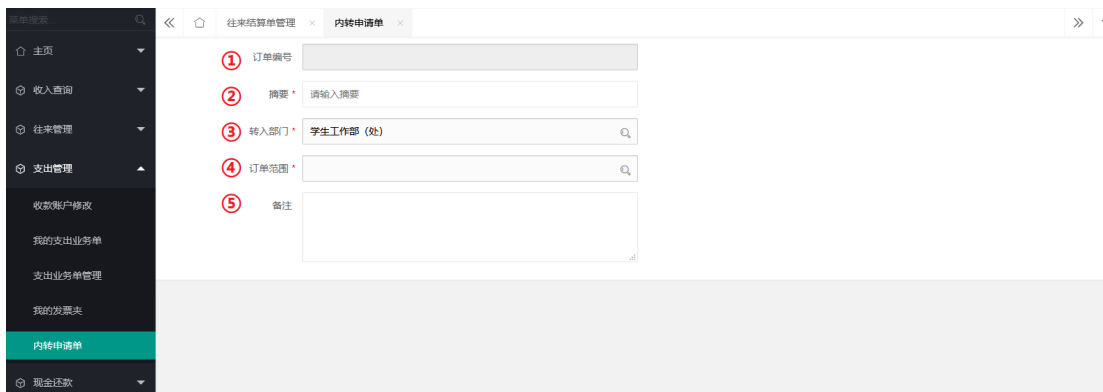 菜单搜索...
往来结算单管理 × 内转申请单 ×
主页
收入查询
往来管理
支出管理
收款账户修改
我的支出业务单
支出业务单管理
我的发票夹
内转申请单
现金还款
① 订单编号
② 摘要 * 请输入摘要
③ 转入部门 * 学生工作部（处）
④ 订单范围 *
⑤ 备注